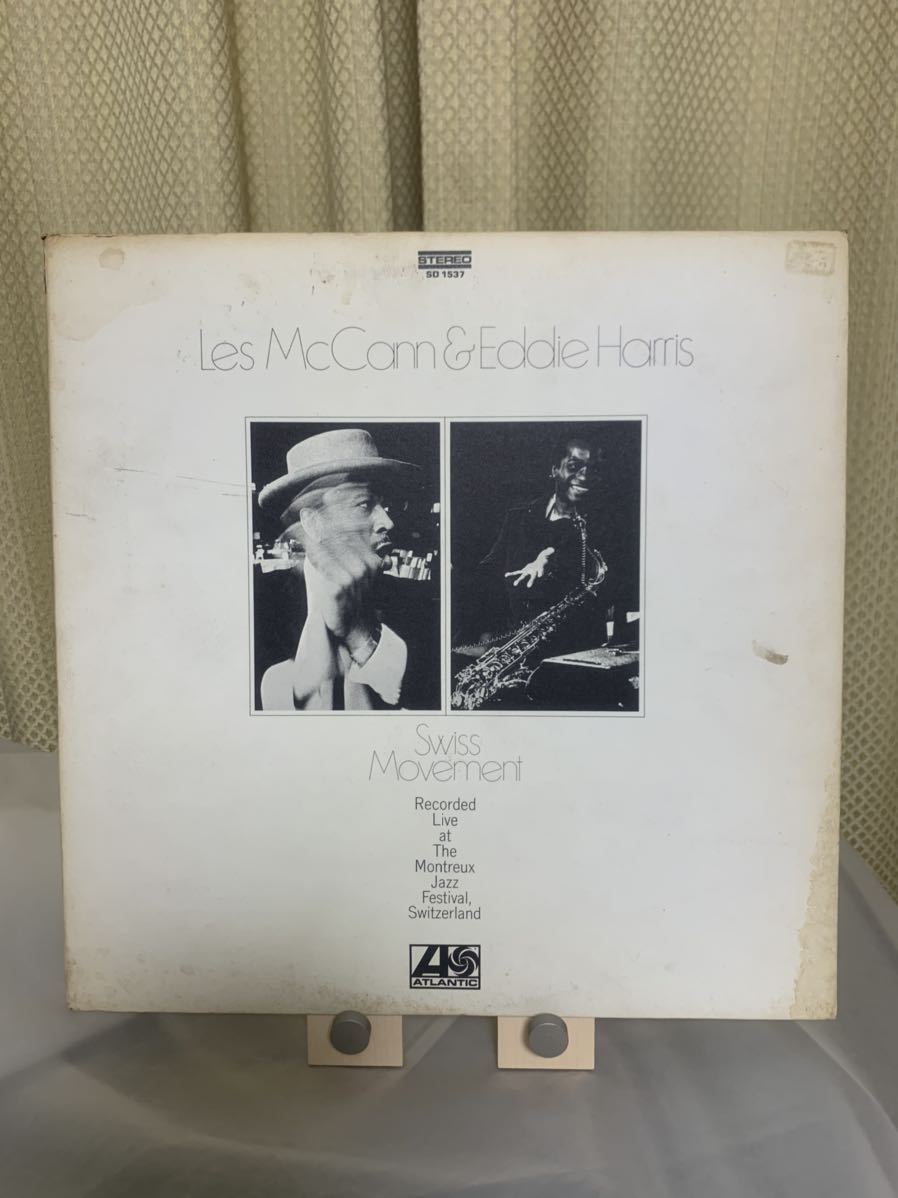 STEREO
SD 1537
Les McCann & Eddie Harris
Swiss
Movement
Recorded
Live
at
The
Montreux
Jazz
Festival,
Switzerland
ATLANTIC